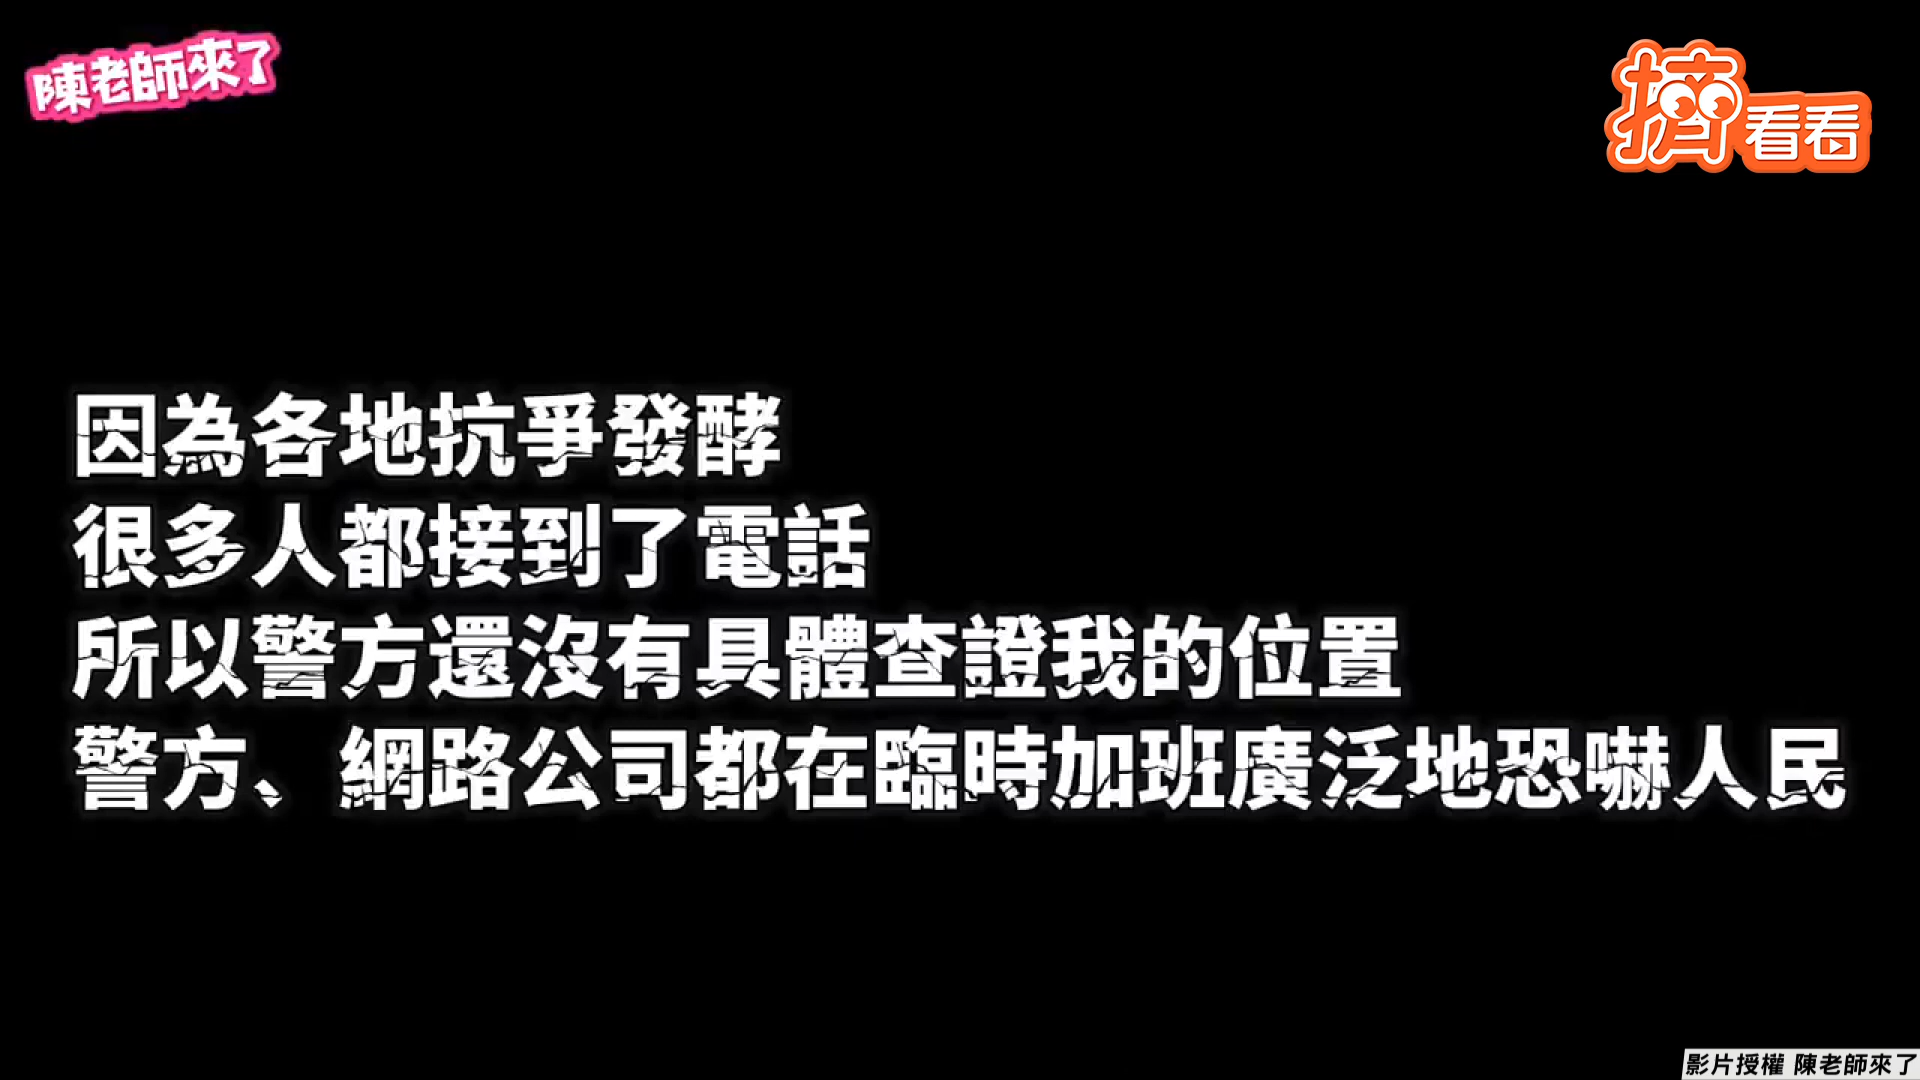 陳老師來了
擠看看
因為各地抗爭發酵
很多人都接到了電話
所以警方還沒有具體查證我的位置
警方、網路公司都在臨時加班廣泛地恐嚇人民
影片授權 陳老師來了